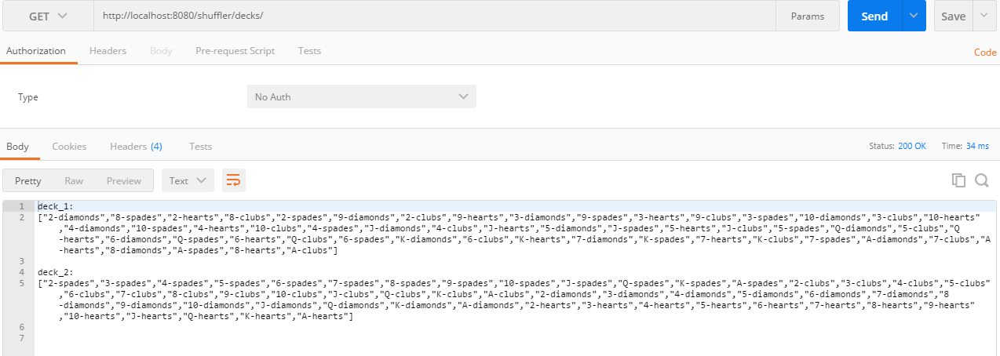 GET http://localhost:8080/shuffler/decks/ Params Send Save
Authorization Headers Body Pre-request Script Tests Code
Type No Auth
Body Cookies Headers (4) Tests Status: 200 OK Time: 34 ms
Pretty Raw Preview Text
1 deck_1:
2 ["2-diamonds","8-spades","2-hearts","8-clubs","2-spades","9-diamonds","2-clubs","9-hearts","3-diamonds","9-spades","3-hearts","9-clubs","3-spades","10-diamonds","3-clubs","10-hearts"
,"4-diamonds","10-spades","4-hearts","10-clubs","4-spades","J-diamonds","4-clubs","J-hearts","5-diamonds","J-spades","5-hearts","J-clubs","5-spades","Q-diamonds","5-clubs","Q
-hearts","6-diamonds","Q-spades","6-hearts","Q-clubs","6-spades","K-diamonds","6-clubs","K-hearts","7-diamonds","K-spades","7-hearts","K-clubs","7-spades","A-diamonds","7-clubs","A
-hearts","8-diamonds","A-spades","8-hearts","A-clubs"]
3
4 deck_2:
5 ["2-spades","3-spades","4-spades","5-spades","6-spades","7-spades","8-spades","9-spades","10-spades","J-spades","Q-spades","K-spades","A-spades","2-clubs","3-clubs","4-clubs","5-clubs"
,"6-clubs","7-clubs","8-clubs","9-clubs","10-clubs","J-clubs","Q-clubs","K-clubs","A-clubs","2-diamonds","3-diamonds","4-diamonds","5-diamonds","6-diamonds","7-diamonds","8
-diamonds","9-diamonds","10-diamonds","J-diamonds","Q-diamonds","K-diamonds","A-diamonds","2-hearts","3-hearts","4-hearts","5-hearts","6-hearts","7-hearts","8-hearts","9-hearts"
,"10-hearts","J-hearts","Q-hearts","K-hearts","A-hearts"]
6
7